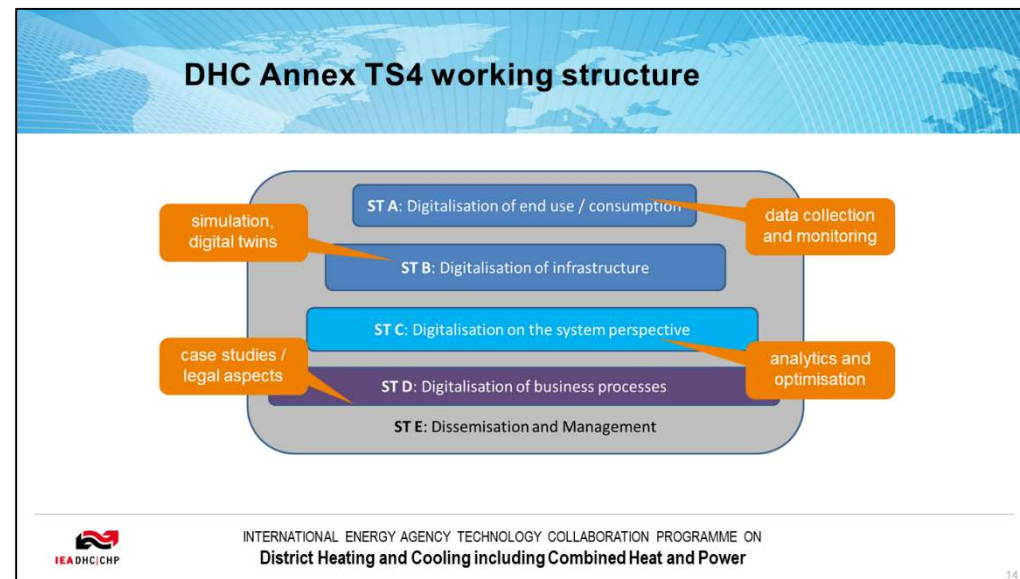 DHC Annex TS4 working structure
ST A: Digitalisation of end use / consumption
data collection
and monitoring
simulation,
digital twins
ST B: Digitalisation of infrastructure
ST C: Digitalisation on the system perspective
analytics and
optimisation
case studies /
legal aspects
ST D: Digitalisation of business processes
ST E: Dissemisation and Management
IEA DHC|CHP
INTERNATIONAL ENERGY AGENCY TECHNOLOGY COLLABORATION PROGRAMME ON
District Heating and Cooling including Combined Heat and Power
14